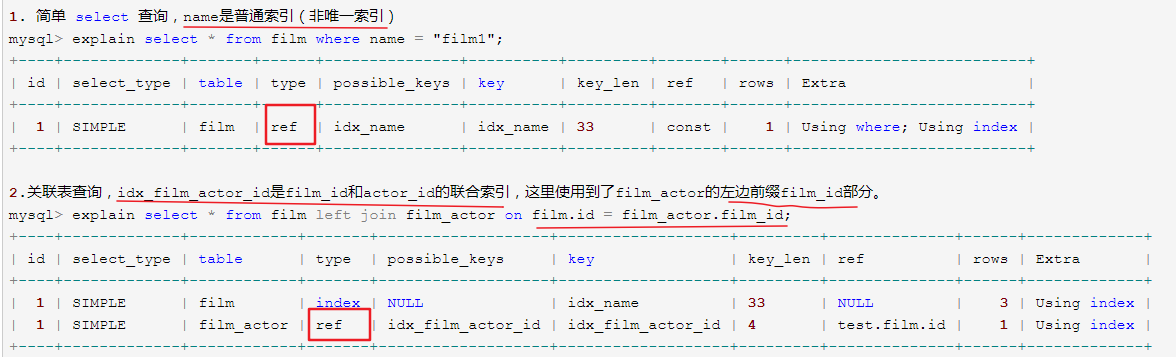 1. 简单 select 查询，name是普通索引（非唯一索引）
mysql> explain select * from film where name = "film1";
+----+-------------+-------+------+---------------+----------+---------+-------+------+--------------------------+
| id | select_type | table | type | possible_keys | key      | key_len | ref   | rows | Extra                    |
+----+-------------+-------+------+---------------+----------+---------+-------+------+--------------------------+
| 1 | SIMPLE      | film  | ref  | idx_name      | idx_name | 33      | const | 1 | Using where; Using index |
+----+-------------+-------+------+---------------+----------+---------+-------+------+--------------------------+
2.关联表查询，idx_film_actor_id是film_id和actor_id的联合索引，这里使用到了film_actor的左边前缀film_id部分。
mysql> explain select * from film left join film_actor on film.id = film_actor.film_id;
+----+-------------+------------+-------+-------------------+-------------------+---------+--------------+------+-------------+
| id | select_type | table      | type  | possible_keys     | key               | key_len | ref          | rows | Extra       |
+----+-------------+------------+-------+-------------------+-------------------+---------+--------------+------+-------------+
| 1 | SIMPLE      | film       | index | NULL              | idx_name          | 33      | NULL         | 3 | Using index |
| 1 | SIMPLE      | film_actor | ref   | idx_film_actor_id | idx_film_actor_id | 4       | test.film.id | 1 | Using index |
+----+-------------+------------+-------+-------------------+-------------------+---------+--------------+------+-------------+